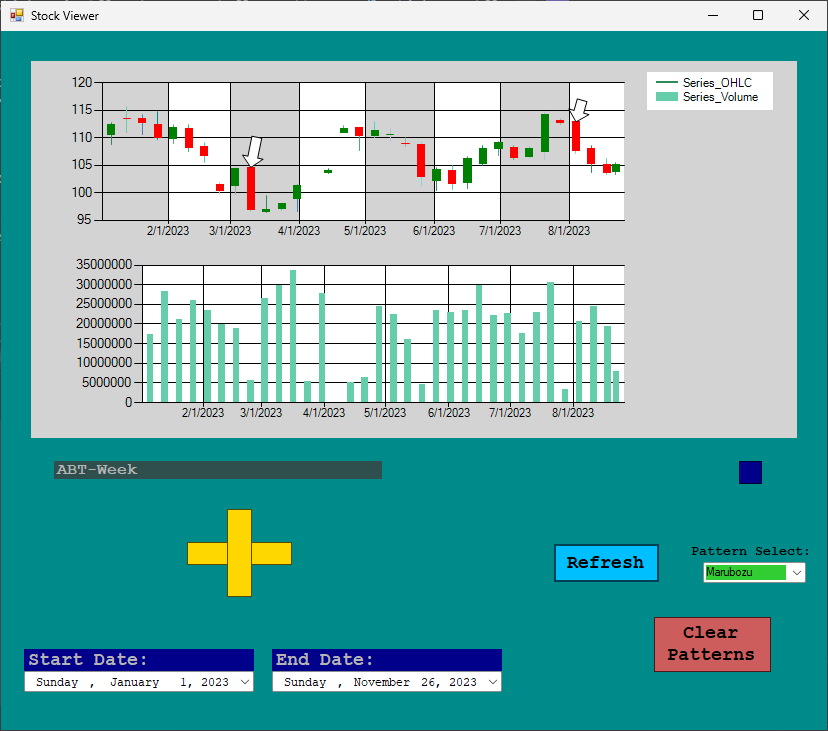 Stock Viewer
120
115
110
105
100
95
2/1/2023 3/1/2023 4/1/2023 5/1/2023 6/1/2023 7/1/2023 8/1/2023
Series_OHLC
Series_Volume
35000000
30000000
25000000
20000000
15000000
10000000
5000000
0
2/1/2023 3/1/2023 4/1/2023 5/1/2023 6/1/2023 7/1/2023 8/1/2023
ABT-Week
Refresh
Pattern Select:
Marubozu
Clear
Patterns
Start Date:
Sunday , January 1, 2023
End Date:
Sunday , November 26, 2023